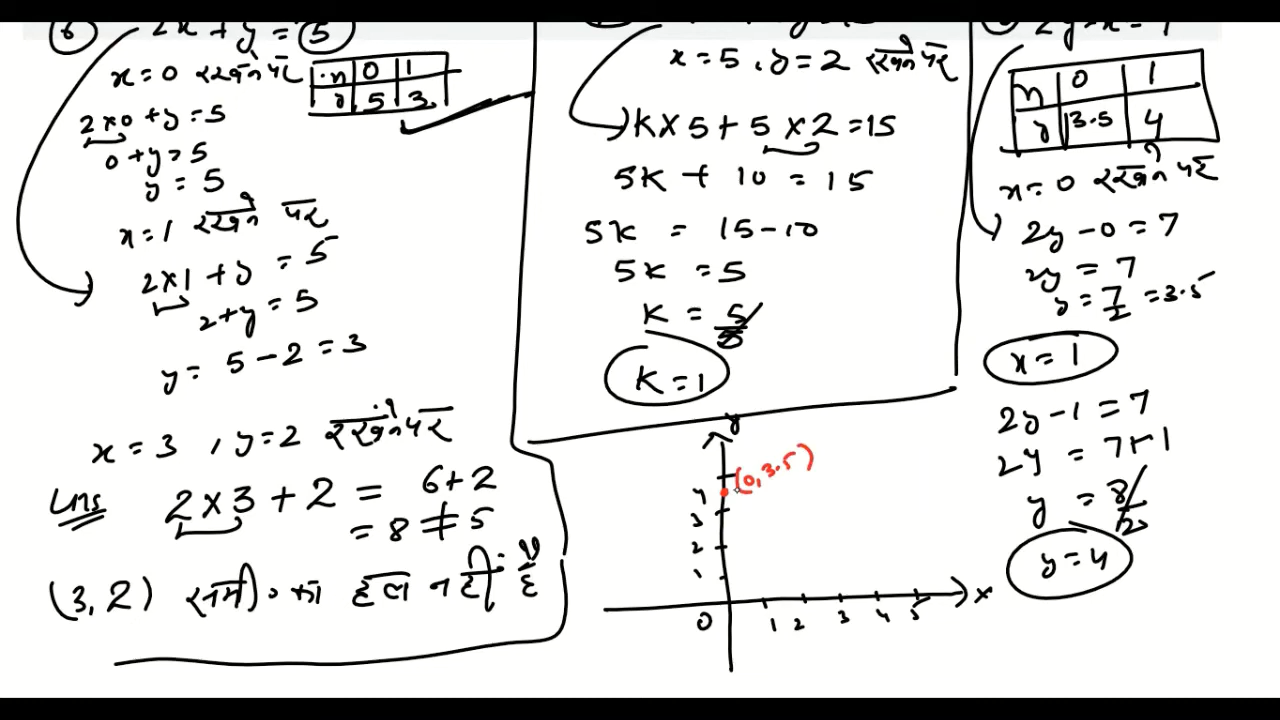 6 2x + y = 5
x = 0 रखने पर
x 0 1
y 5 3
2 × 0 + y = 5
0 + y = 5
y = 5
x = 1 रखने पर
2 × 1 + y = 5
2 + y = 5
y = 5 - 2 = 3
x = 3 , y = 2 रखने पर
Ans 2 × 3 + 2 = 6 + 2
= 8 ≠ 5
(3, 2) समी० का हल नहीं है
x = 5 , y = 2 रखने पर
K × 5 + 5 × 2 = 15
5K + 10 = 15
5K = 15 - 10
5K = 5
K = 5/5
K = 1
x 0 1
y 3.5 4
x = 0 रखने पर
2y - 0 = 7
2y = 7
y = 7/2 = 3.5
x = 1
2y - 1 = 7
2y = 7 + 1
y = 8/2
y = 4
y
(0, 3.5)
4
3
2
1
0 1 2 3 4 5 x